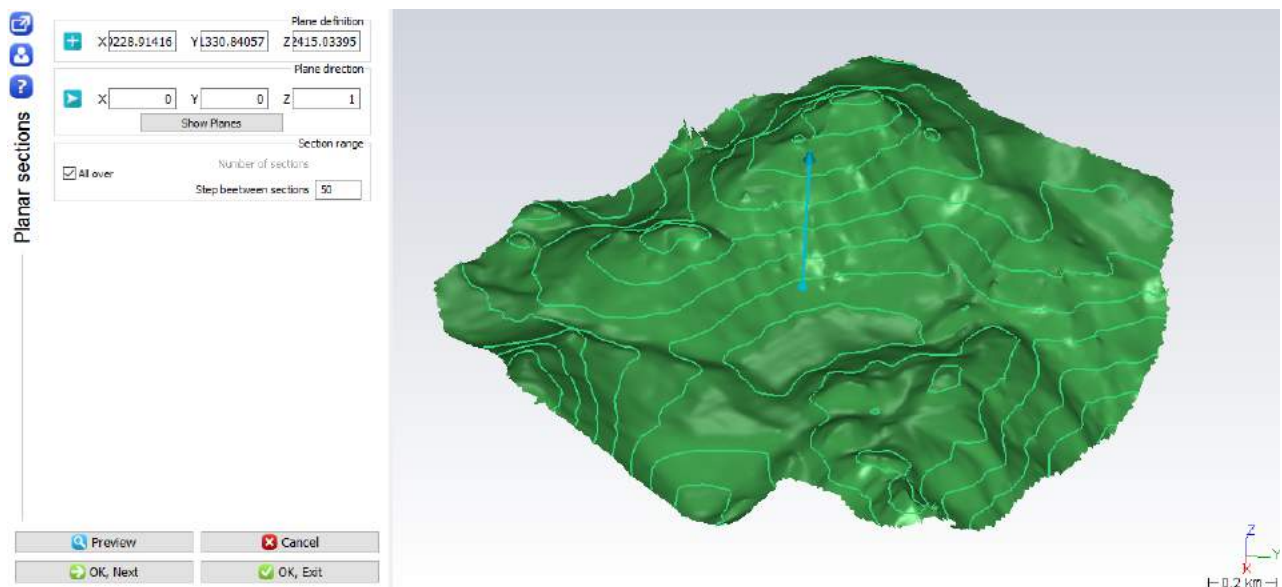 Planar sections
Plane definition
X 9228.91416 Y 1330.84057 Z 2415.03395
Plane direction
X 0 Y 0 Z 1
Show Planes
Section range
All over
Number of sections
Step beetween sections 50
Preview
Cancel
OK, Next
OK, Exit
Z
Y
X
0.2 km